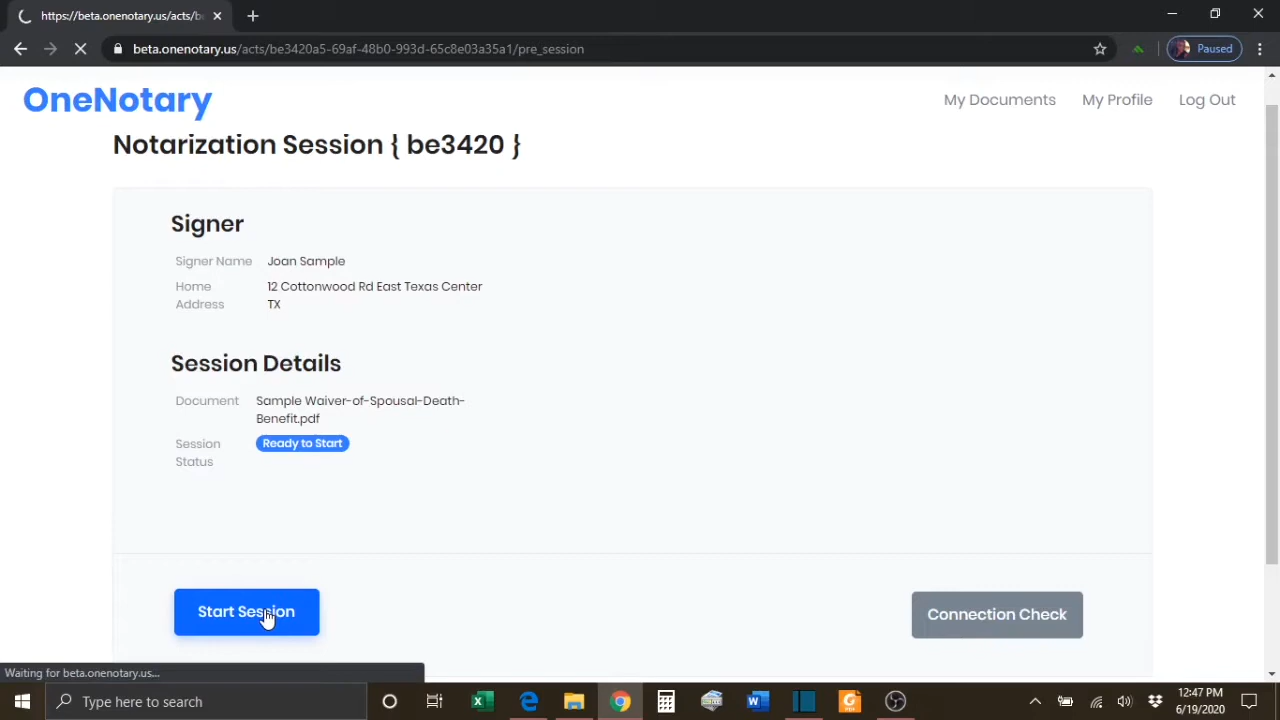 https://beta.onenotary.us/acts/be
beta.onenotary.us/acts/be3420a5-69af-48b0-993d-65c8e03a35a1/pre_session
Paused
OneNotary
My Documents
My Profile
Log Out
Notarization Session { be3420 }
Signer
Signer Name
Joan Sample
Home
Address
12 Cottonwood Rd East Texas Center
TX
Session Details
Document
Sample Waiver-of-Spousal-Death-
Benefit.pdf
Session
Status
Ready to Start
Start Session
Connection Check
Waiting for beta.onenotary.us...
Type here to search
12:47 PM
6/19/2020